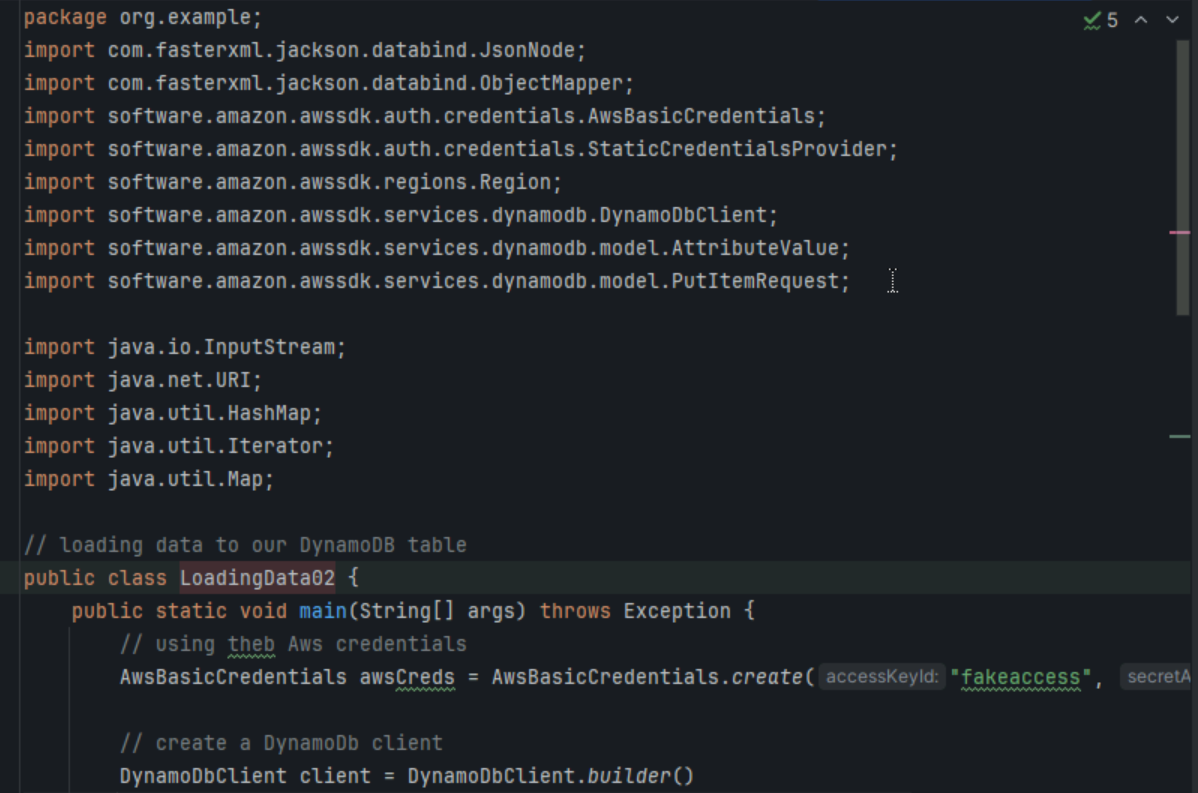 package org.example;
5
import com.fasterxml.jackson.databind.JsonNode;
import com.fasterxml.jackson.databind.ObjectMapper;
import software.amazon.awssdk.auth.credentials.AwsBasicCredentials;
import software.amazon.awssdk.auth.credentials.StaticCredentialsProvider;
import software.amazon.awssdk.regions.Region;
import software.amazon.awssdk.services.dynamodb.DynamoDbClient;
import software.amazon.awssdk.services.dynamodb.model.AttributeValue;
import software.amazon.awssdk.services.dynamodb.model.PutItemRequest;
import java.io.InputStream;
import java.net.URI;
import java.util.HashMap;
import java.util.Iterator;
import java.util.Map;
// loading data to our DynamoDB table
public class LoadingData02 {
public static void main(String[] args) throws Exception {
// using theb Aws credentials
AwsBasicCredentials awsCreds = AwsBasicCredentials.create( accessKeyId: "fakeaccess", secretA
// create a DynamoDb client
DynamoDbClient client = DynamoDbClient.builder()